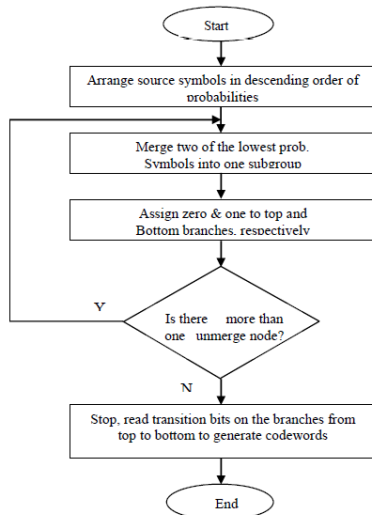 Start
Arrange source symbols in descending order of
probabilities
Merge two of the lowest prob.
Symbols into one subgroup
Assign zero & one to top and
Bottom branches, respectively
Y
Is there more than
one unmerge node?
N
Stop, read transition bits on the branches from
top to bottom to generate codewords
End